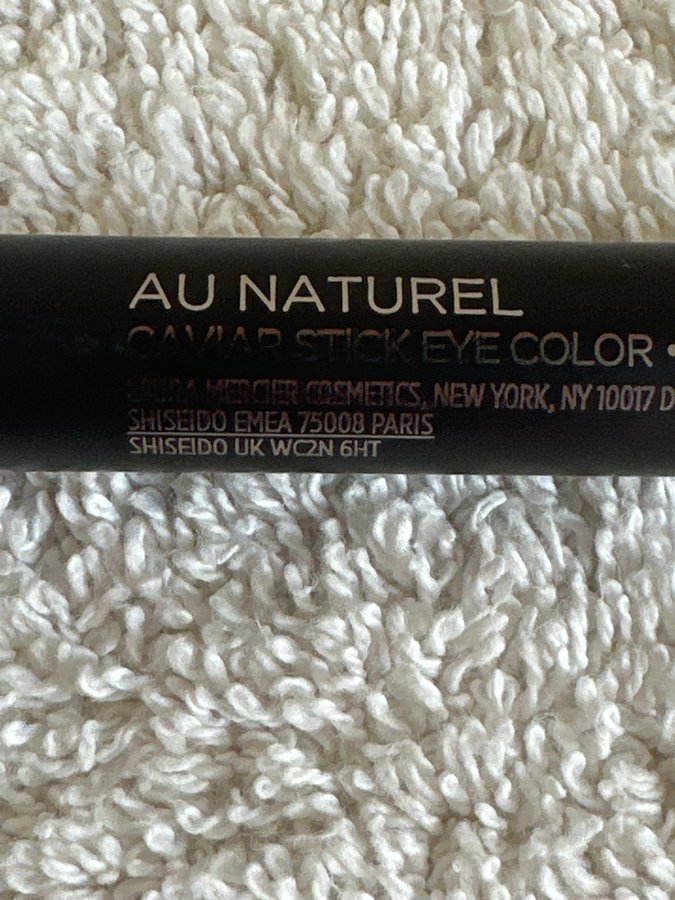 AU NATUREL
CAVIAR STICK EYE COLOR •
LAURA MERCIER COSMETICS, NEW YORK, NY 10017 D
SHISEIDO EMEA 75008 PARIS
SHISEIDO UK WC2N 6HT